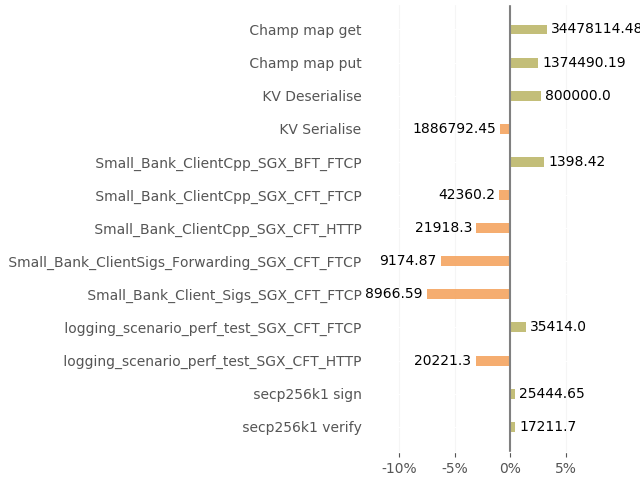 Champ map get 34478114.48
Champ map put 1374490.19
KV Deserialise 800000.0
KV Serialise 1886792.45
Small_Bank_ClientCpp_SGX_BFT_FTCP 1398.42
Small_Bank_ClientCpp_SGX_CFT_FTCP 42360.2
Small_Bank_ClientCpp_SGX_CFT_HTTP 21918.3
Small_Bank_ClientSigs_Forwarding_SGX_CFT_FTCP 9174.87
Small_Bank_Client_Sigs_SGX_CFT_FTCP 8966.59
logging_scenario_perf_test_SGX_CFT_FTCP 35414.0
logging_scenario_perf_test_SGX_CFT_HTTP 20221.3
secp256k1 sign 25444.65
secp256k1 verify 17211.7
-10% -5% 0% 5%